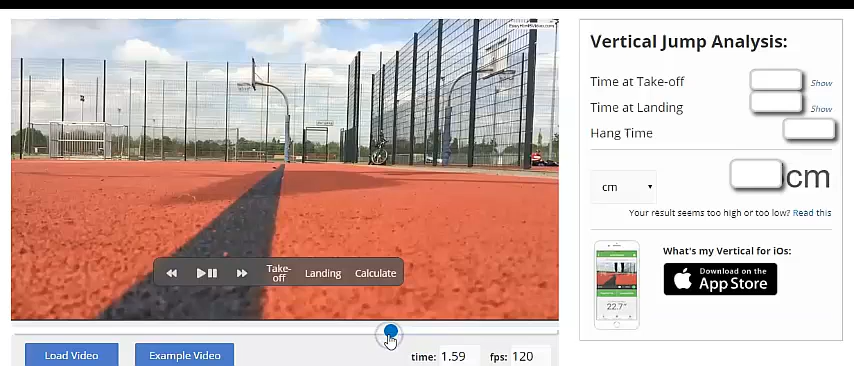 Vertical Jump Analysis:
Time at Take-off
Show
Time at Landing
Show
Hang Time
cm
cm
Your result seems too high or too low? Read this
What's my Vertical for iOs:
Download on the
App Store
22.7"
Take-
off
Landing
Calculate
Load Video
Example Video
time: 1.59
fps: 120